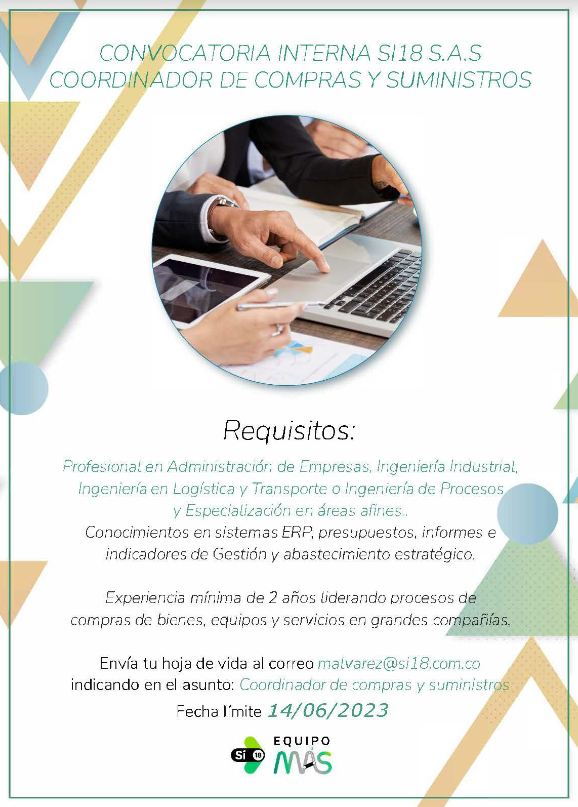 CONVOCATORIA INTERNA SI18 S.A.S
COORDINADOR DE COMPRAS Y SUMINISTROS
Requisitos:
Profesional en Administración de Empresas, Ingeniería Industrial,
Ingeniería en Logística y Transporte o Ingeniería de Procesos
y Especialización en áreas afines..
Conocimientos en sistemas ERP, presupuestos, informes e
indicadores de Gestión y abastecimiento estratégico.
Experiencia mínima de 2 años liderando procesos de
compras de bienes, equipos y servicios en grandes compañías.
Envía tu hoja de vida al correo malvarez@si18.com.co
indicando en el asunto: Coordinador de compras y suministros
Fecha límite 14/06/2023
Si 18
EQUIPO
MÁS